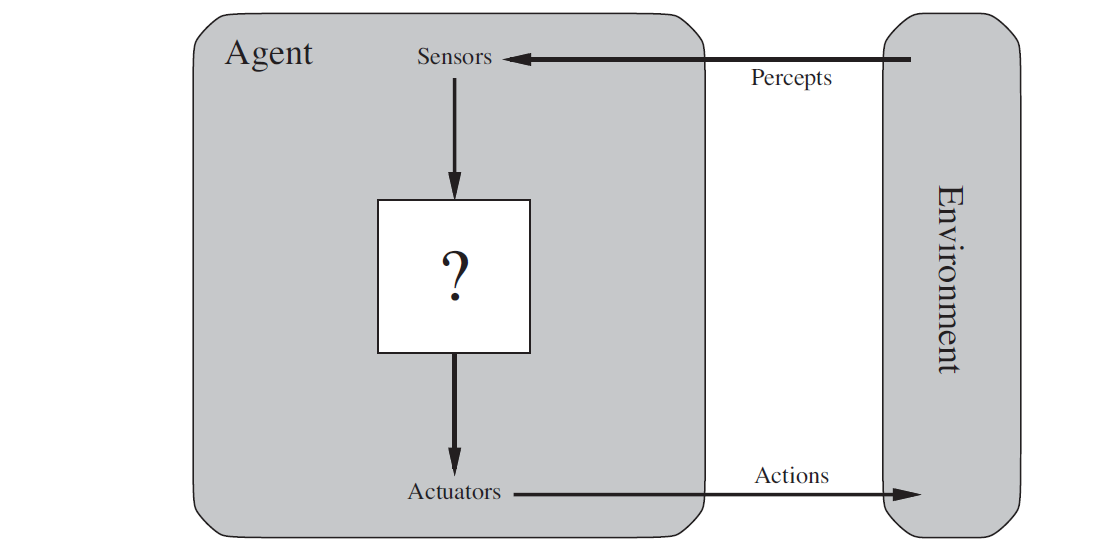 Agent
Sensors
Percepts
?
Environment
Actions
Actuators